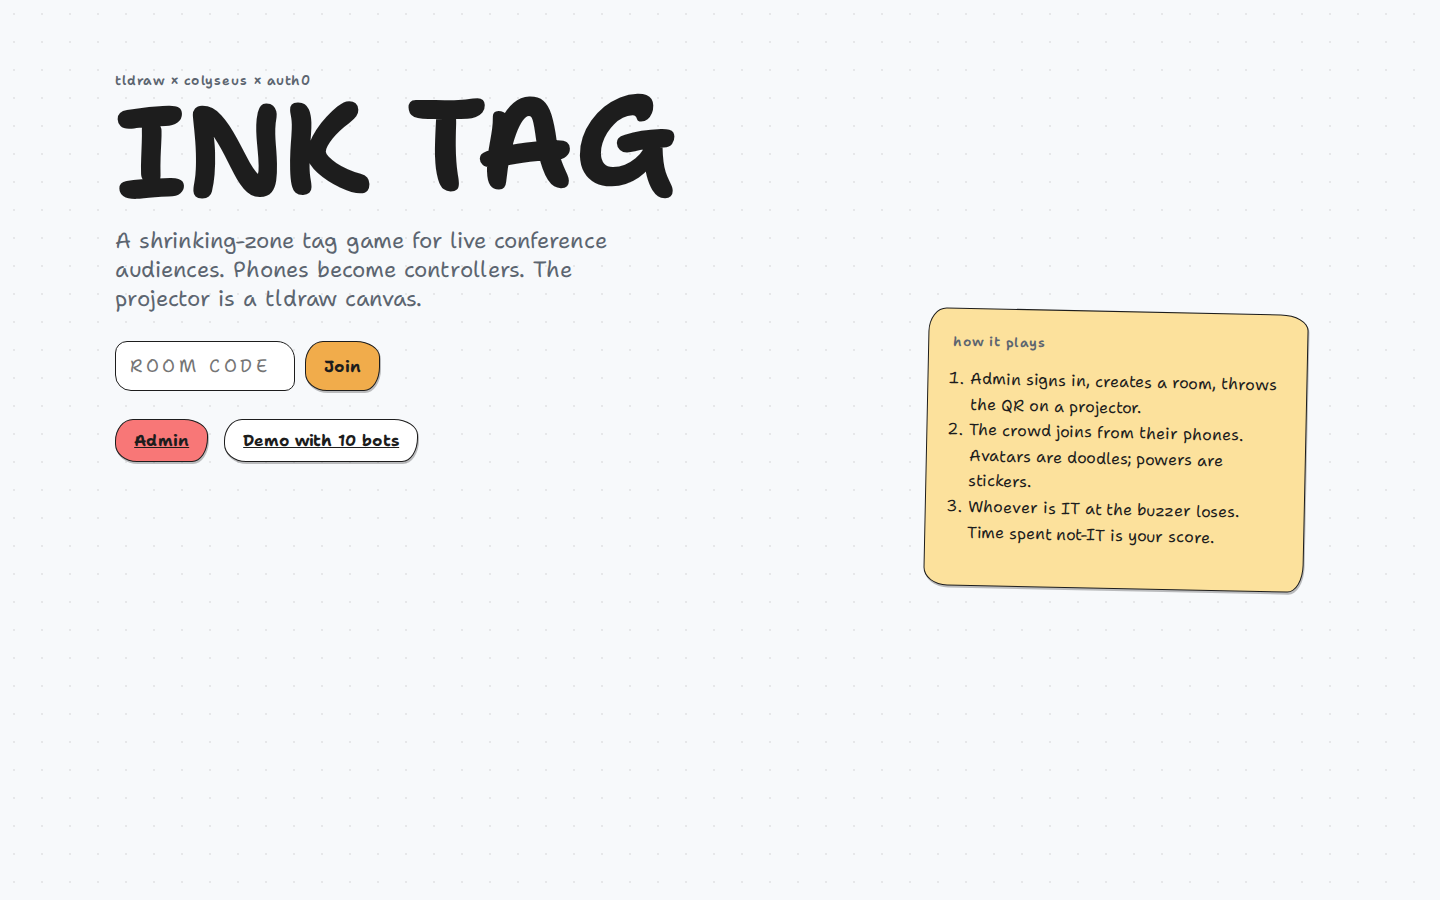 tldraw × colyseus × auth0
INK TAG
A shrinking-zone tag game for live conference
audiences. Phones become controllers. The
projector is a tldraw canvas.
ROOM CODE
Join
Admin
Demo with 10 bots
how it plays
1. Admin signs in, creates a room, throws
the QR on a projector.
2. The crowd joins from their phones.
Avatars are doodles; powers are
stickers.
3. Whoever is IT at the buzzer loses.
Time spent not-IT is your score.